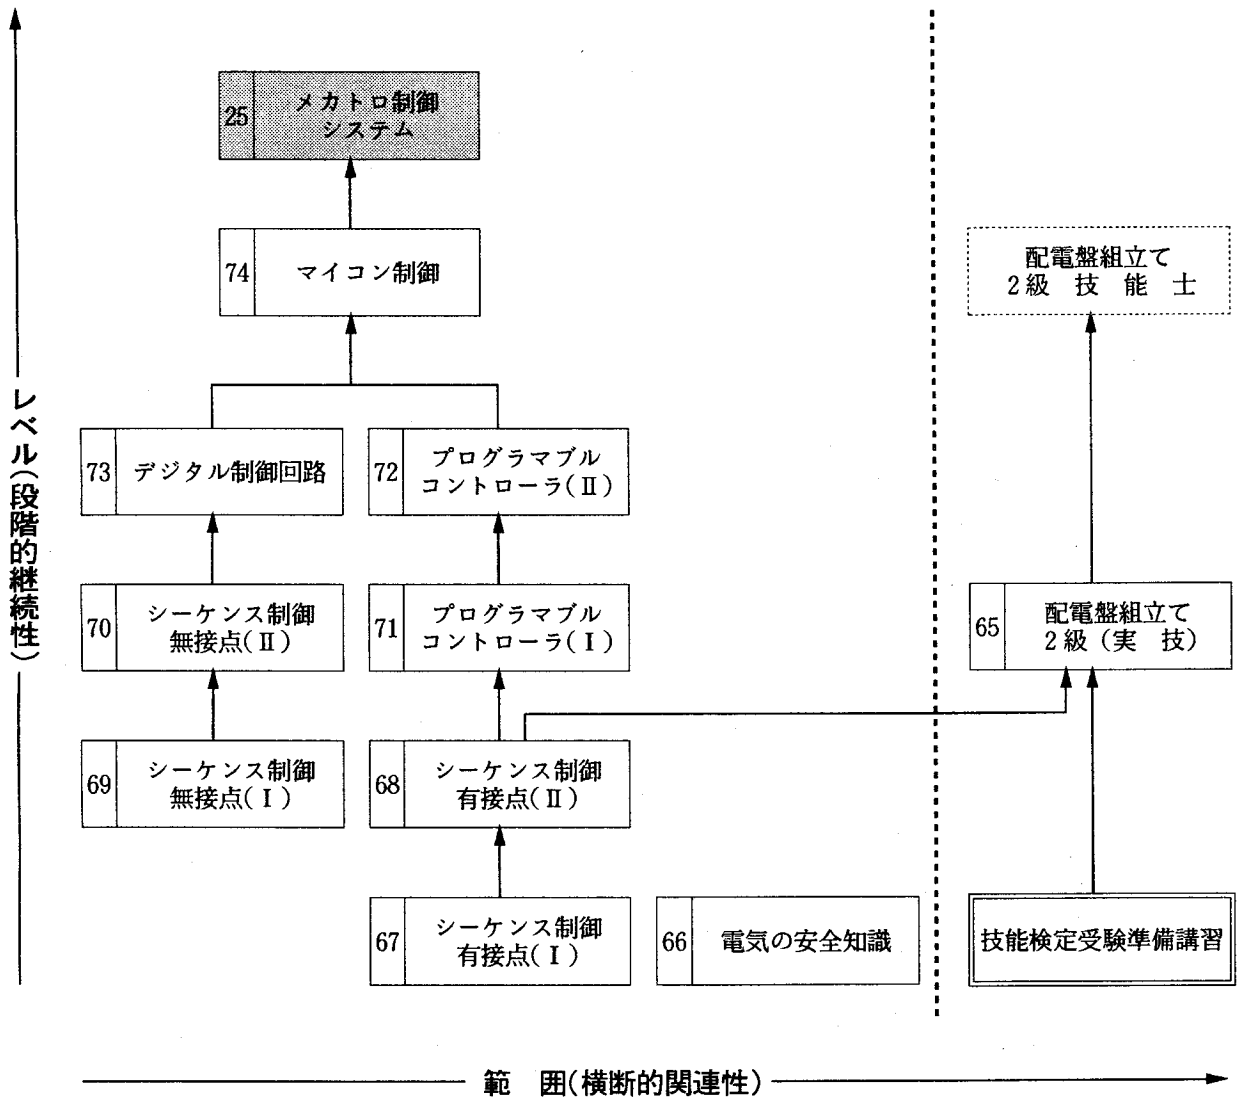 25
メカトロ制御
システム
74
マイコン制御
配電盤組立て
2級 技 能 士
レベル(段階的継続性)
73
デジタル制御回路
72
プログラマブル
コントローラ(Ⅱ)
70
シーケンス制御
無接点(Ⅱ)
71
プログラマブル
コントローラ(Ⅰ)
65
配電盤組立て
2級(実 技)
69
シーケンス制御
無接点(Ⅰ)
68
シーケンス制御
有接点(Ⅱ)
67
シーケンス制御
有接点(Ⅰ)
66
電気の安全知識
技能検定受験準備講習
範 囲(横断的関連性)